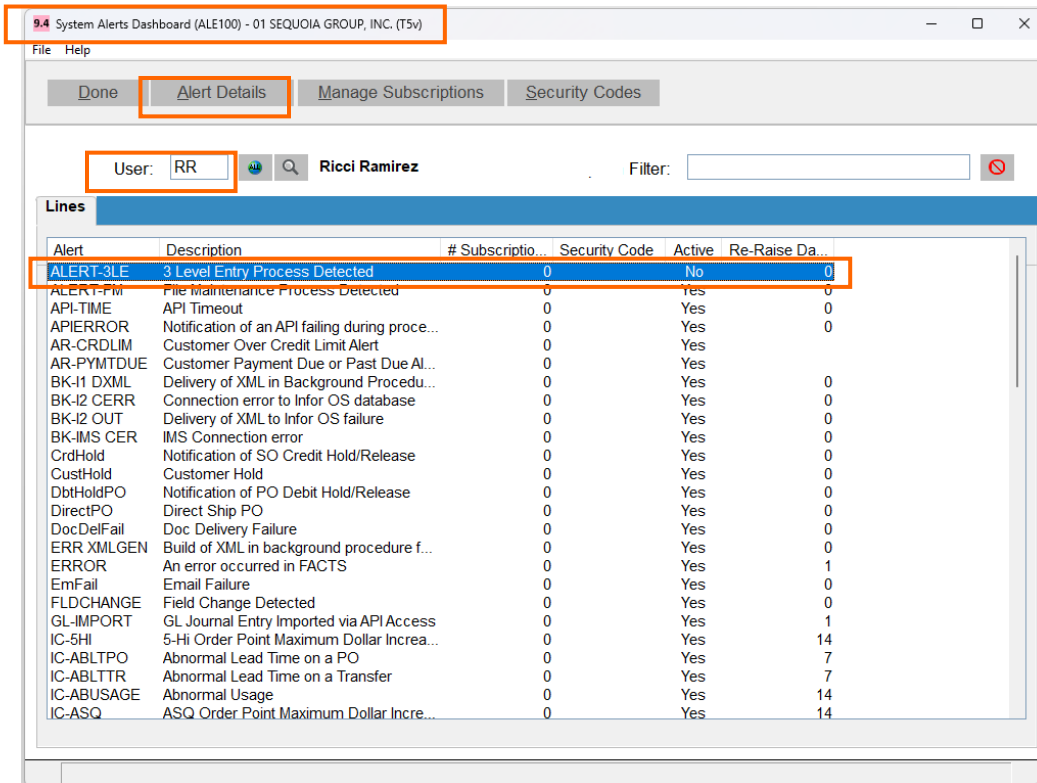 9.4 System Alerts Dashboard (ALE100) - 01 SEQUOIA GROUP, INC. (T5v)
File Help
Done Alert Details Manage Subscriptions Security Codes
User: RR Ricci Ramirez Filter:
Lines
Alert Description # Subscriptio... Security Code Active Re-Raise Da...
ALERT-3LE 3 Level Entry Process Detected 0 No 0
ALERT-FM File Maintenance Process Detected 0 Yes 0
API-TIME API Timeout 0 Yes 0
APIERROR Notification of an API failing during proce... 0 Yes 0
AR-CRDLIM Customer Over Credit Limit Alert 0 Yes
AR-PYMTDUE Customer Payment Due or Past Due Al... 0 Yes
BK-I1 DXML Delivery of XML in Background Procedu... 0 Yes 0
BK-I2 CERR Connection error to Infor OS database 0 Yes 0
BK-I2 OUT Delivery of XML to Infor OS failure 0 Yes 0
BK-IMS CER IMS Connection error 0 Yes 0
CrdHold Notification of SO Credit Hold/Release 0 Yes 0
CustHold Customer Hold 0 Yes 0
DbtHoldPO Notification of PO Debit Hold/Release 0 Yes 0
DirectPO Direct Ship PO 0 Yes 0
DocDelFail Doc Delivery Failure 0 Yes 0
ERR XMLGEN Build of XML in background procedure f... 0 Yes 0
ERROR An error occurred in FACTS 0 Yes 1
EmFail Email Failure 0 Yes 0
FLDCHANGE Field Change Detected 0 Yes 0
GL-IMPORT GL Journal Entry Imported via API Access 0 Yes 1
IC-5HI 5-Hi Order Point Maximum Dollar Increa... 0 Yes 14
IC-ABLTPO Abnormal Lead Time on a PO 0 Yes 7
IC-ABLTTR Abnormal Lead Time on a Transfer 0 Yes 7
IC-ABUSAGE Abnormal Usage 0 Yes 14
IC-ASQ ASQ Order Point Maximum Dollar Incre... 0 Yes 14